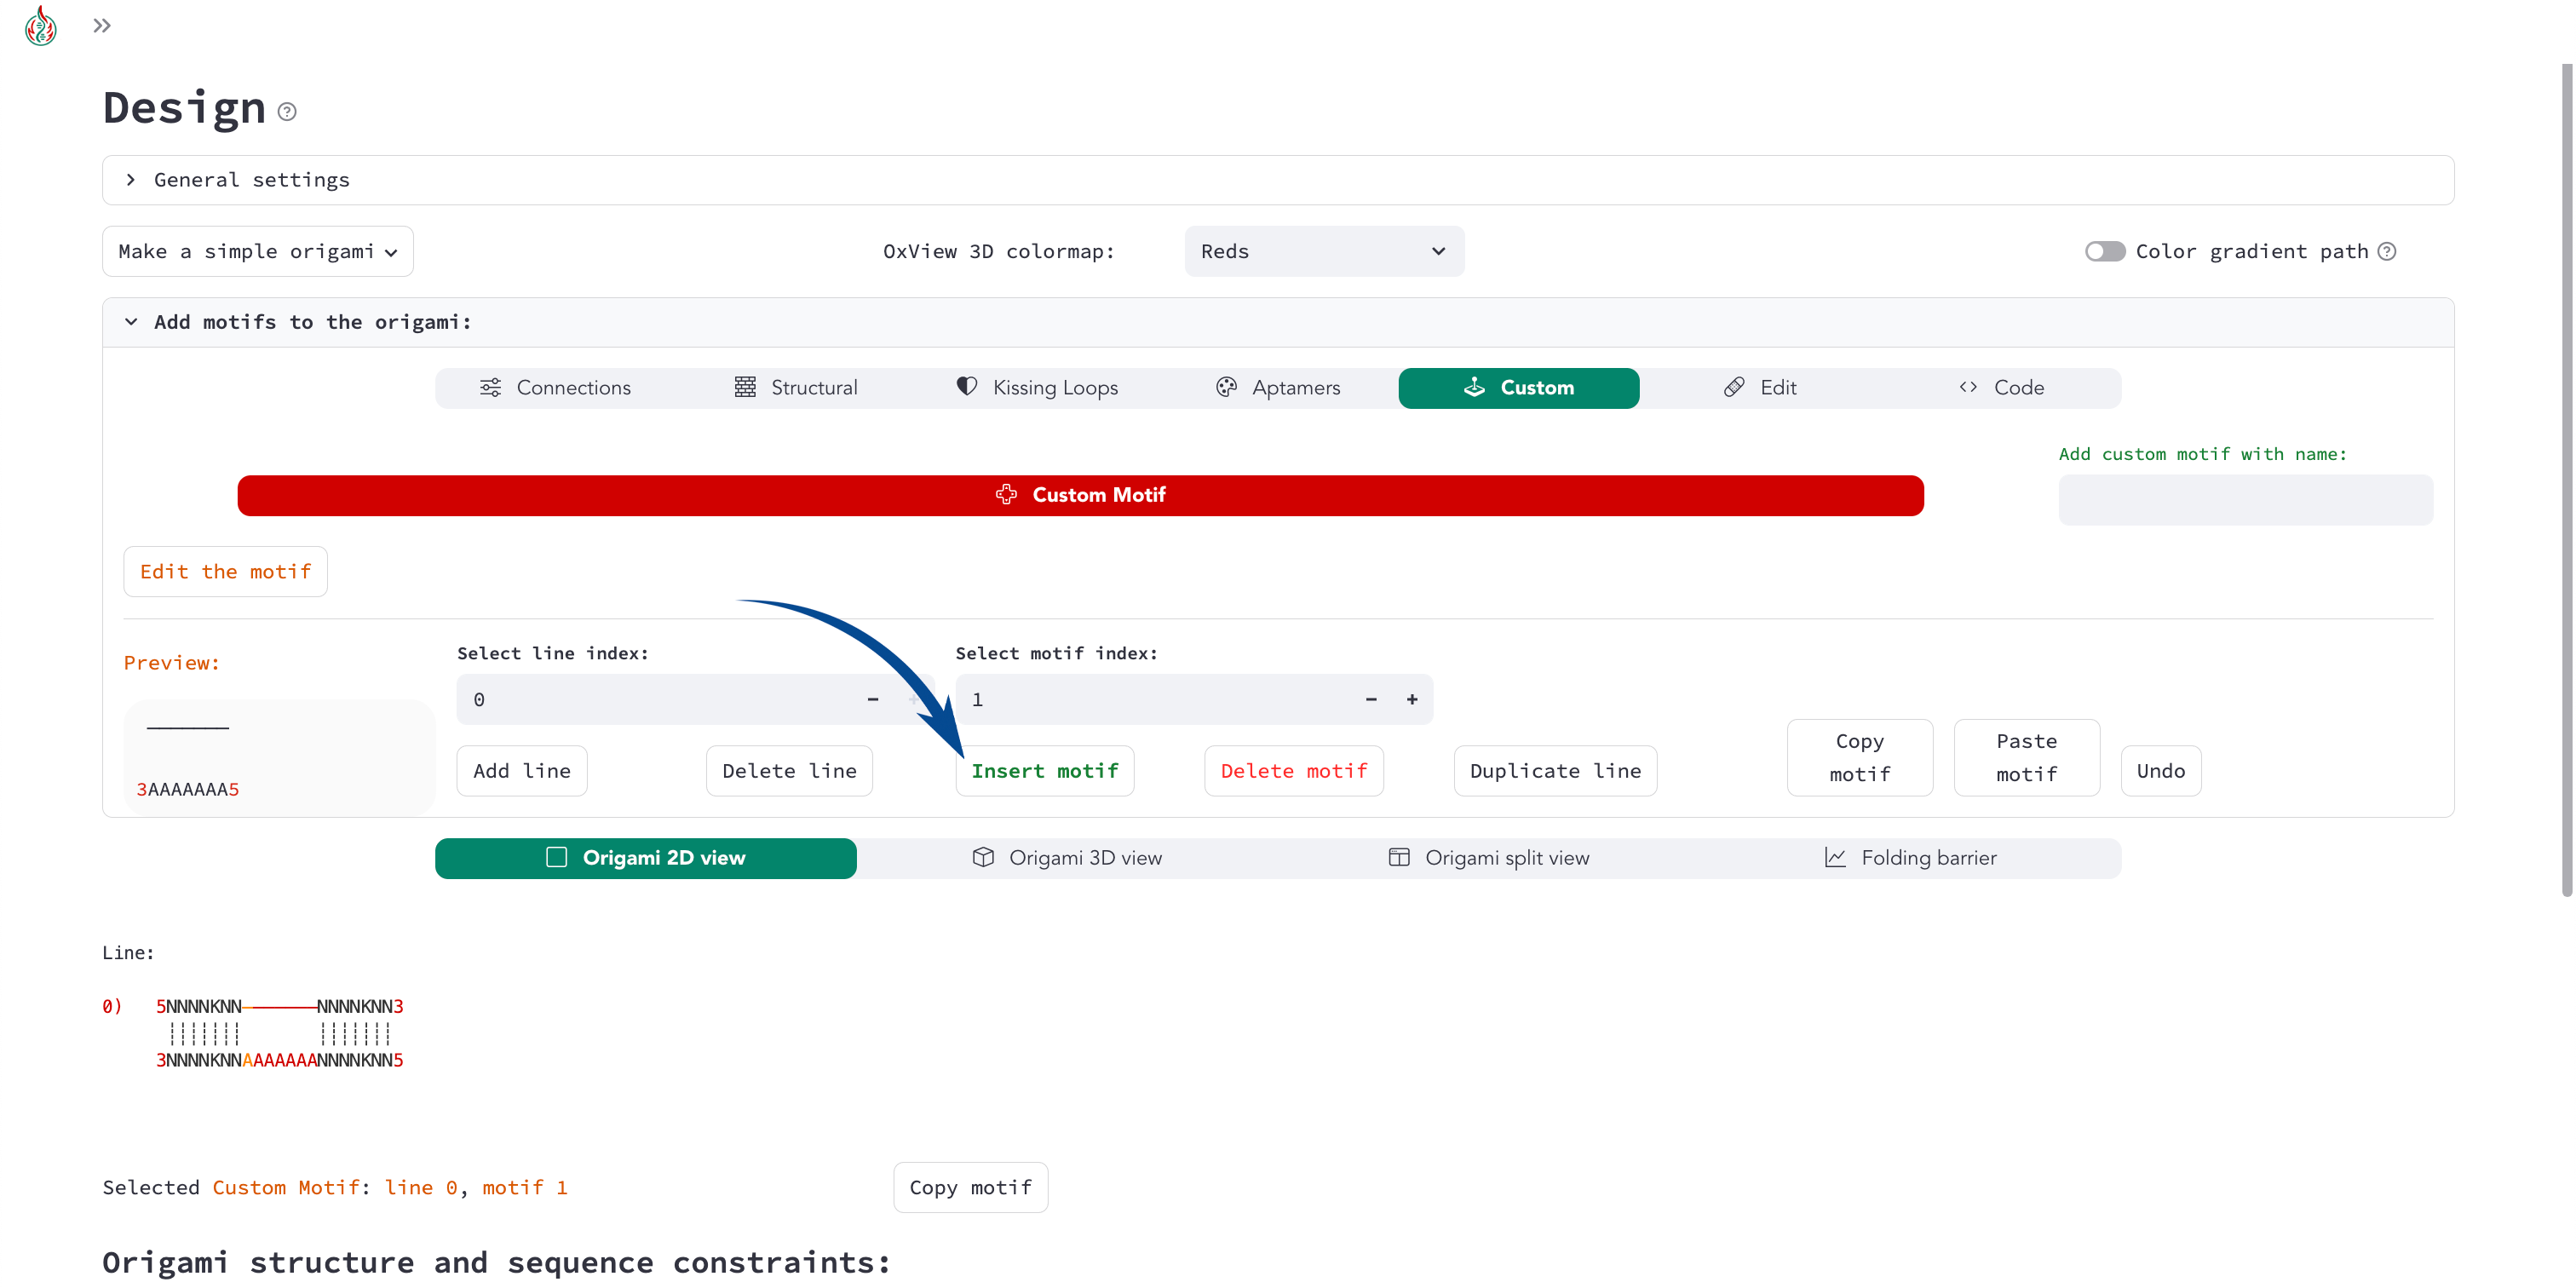 Design
General settings
Make a simple origami
OxView 3D colormap:
Reds
Color gradient path
Add motifs to the origami:
Connections
Structural
Kissing Loops
Aptamers
Custom
Edit
Code
Custom Motif
Add custom motif with name:
Edit the motif
Preview:
3AAAAAAA5
Select line index:
0
Select motif index:
1
Add line
Delete line
Insert motif
Delete motif
Duplicate line
Copy motif
Paste motif
Undo
Origami 2D view
Origami 3D view
Origami split view
Folding barrier
Line:
0) 5NNNNKNN───────NNNNKNN3
3NNNNKNNAAAAAAANNNNKNN5
Selected Custom Motif: line 0, motif 1
Copy motif
Origami structure and sequence constraints: